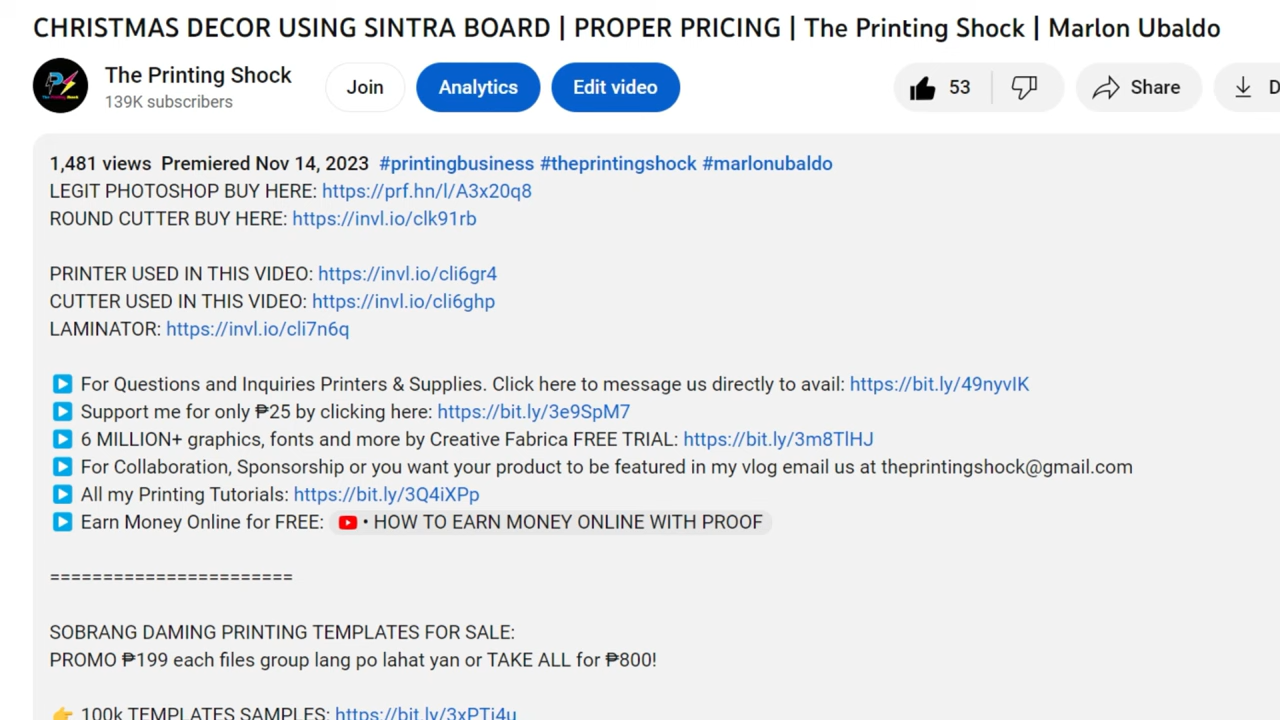 CHRISTMAS DECOR USING SINTRA BOARD | PROPER PRICING | The Printing Shock | Marlon Ubaldo
The Printing Shock
139K subscribers
Join
Analytics
Edit video
53
Share
D
1,481 views Premiered Nov 14, 2023 #printingbusiness #theprintingshock #marlonubaldo
LEGIT PHOTOSHOP BUY HERE: https://prf.hn/l/A3x20q8
ROUND CUTTER BUY HERE: https://invl.io/clk91rb
PRINTER USED IN THIS VIDEO: https://invl.io/cli6gr4
CUTTER USED IN THIS VIDEO: https://invl.io/cli6ghp
LAMINATOR: https://invl.io/cli7n6q
For Questions and Inquiries Printers & Supplies. Click here to message us directly to avail: https://bit.ly/49nyvIK
Support me for only ₱25 by clicking here: https://bit.ly/3e9SpM7
6 MILLION+ graphics, fonts and more by Creative Fabrica FREE TRIAL: https://bit.ly/3m8TlHJ
For Collaboration, Sponsorship or you want your product to be featured in my vlog email us at theprintingshock@gmail.com
All my Printing Tutorials: https://bit.ly/3Q4iXPp
Earn Money Online for FREE: • HOW TO EARN MONEY ONLINE WITH PROOF
=======================
SOBRANG DAMING PRINTING TEMPLATES FOR SALE:
PROMO ₱199 each files group lang po lahat yan or TAKE ALL for ₱800!
100k TEMPLATES SAMPLES: https://bit.ly/3xPTi4u